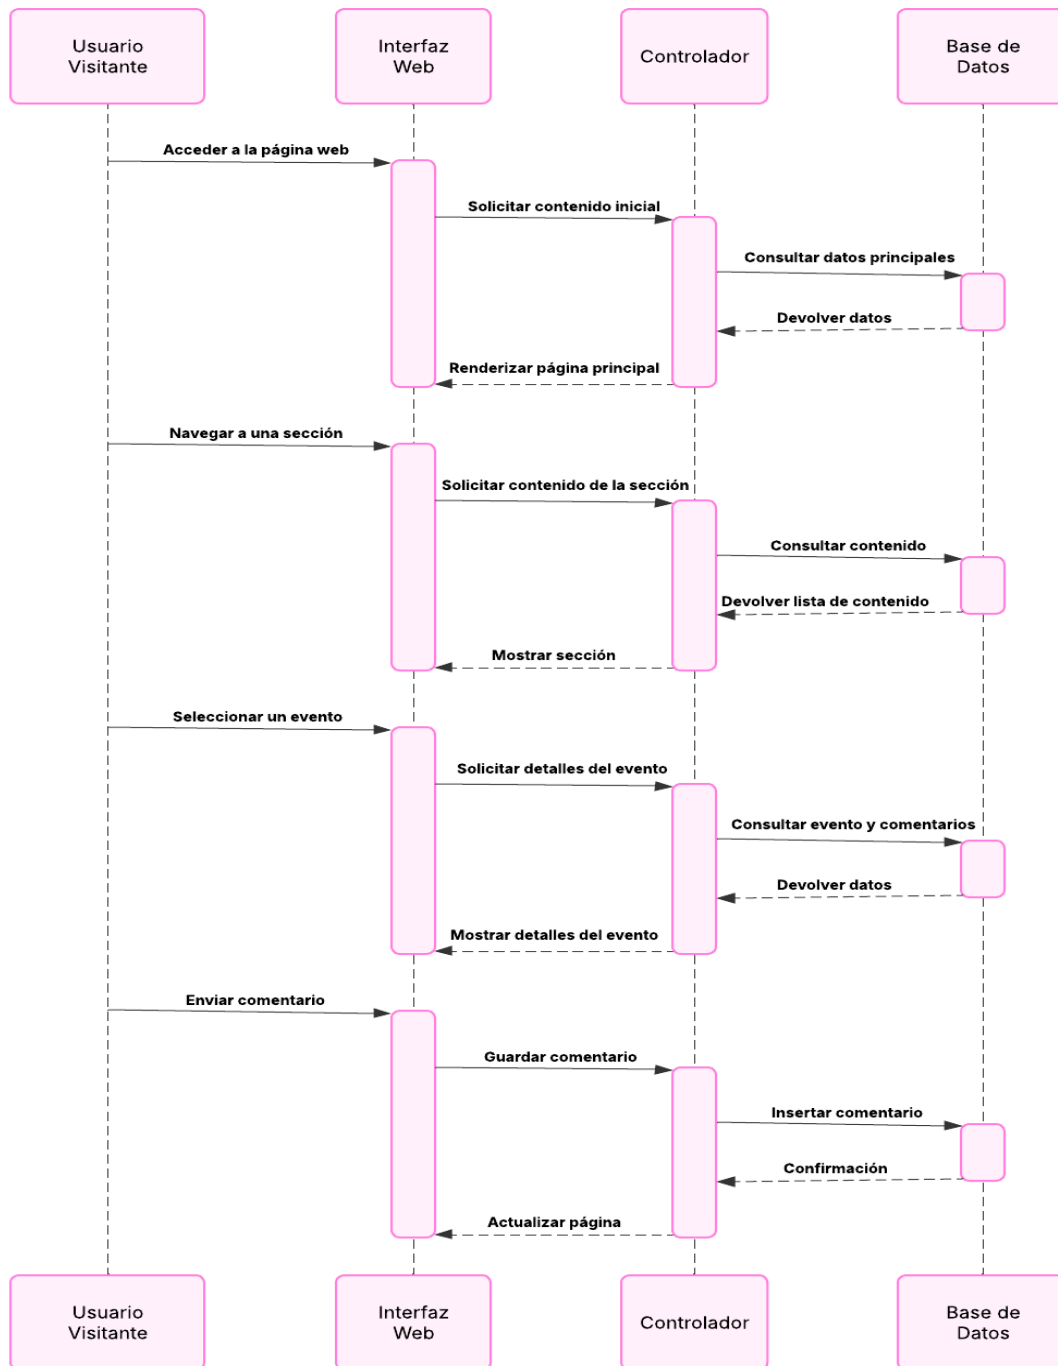 Usuario
Visitante
Interfaz
Web
Controlador
Base de
Datos
Acceder a la página web
Solicitar contenido inicial
Consultar datos principales
Devolver datos
Renderizar página principal
Navegar a una sección
Solicitar contenido de la sección
Consultar contenido
Devolver lista de contenido
Mostrar sección
Seleccionar un evento
Solicitar detalles del evento
Consultar evento y comentarios
Devolver datos
Mostrar detalles del evento
Enviar comentario
Guardar comentario
Insertar comentario
Confirmación
Actualizar página
Usuario
Visitante
Interfaz
Web
Controlador
Base de
Datos